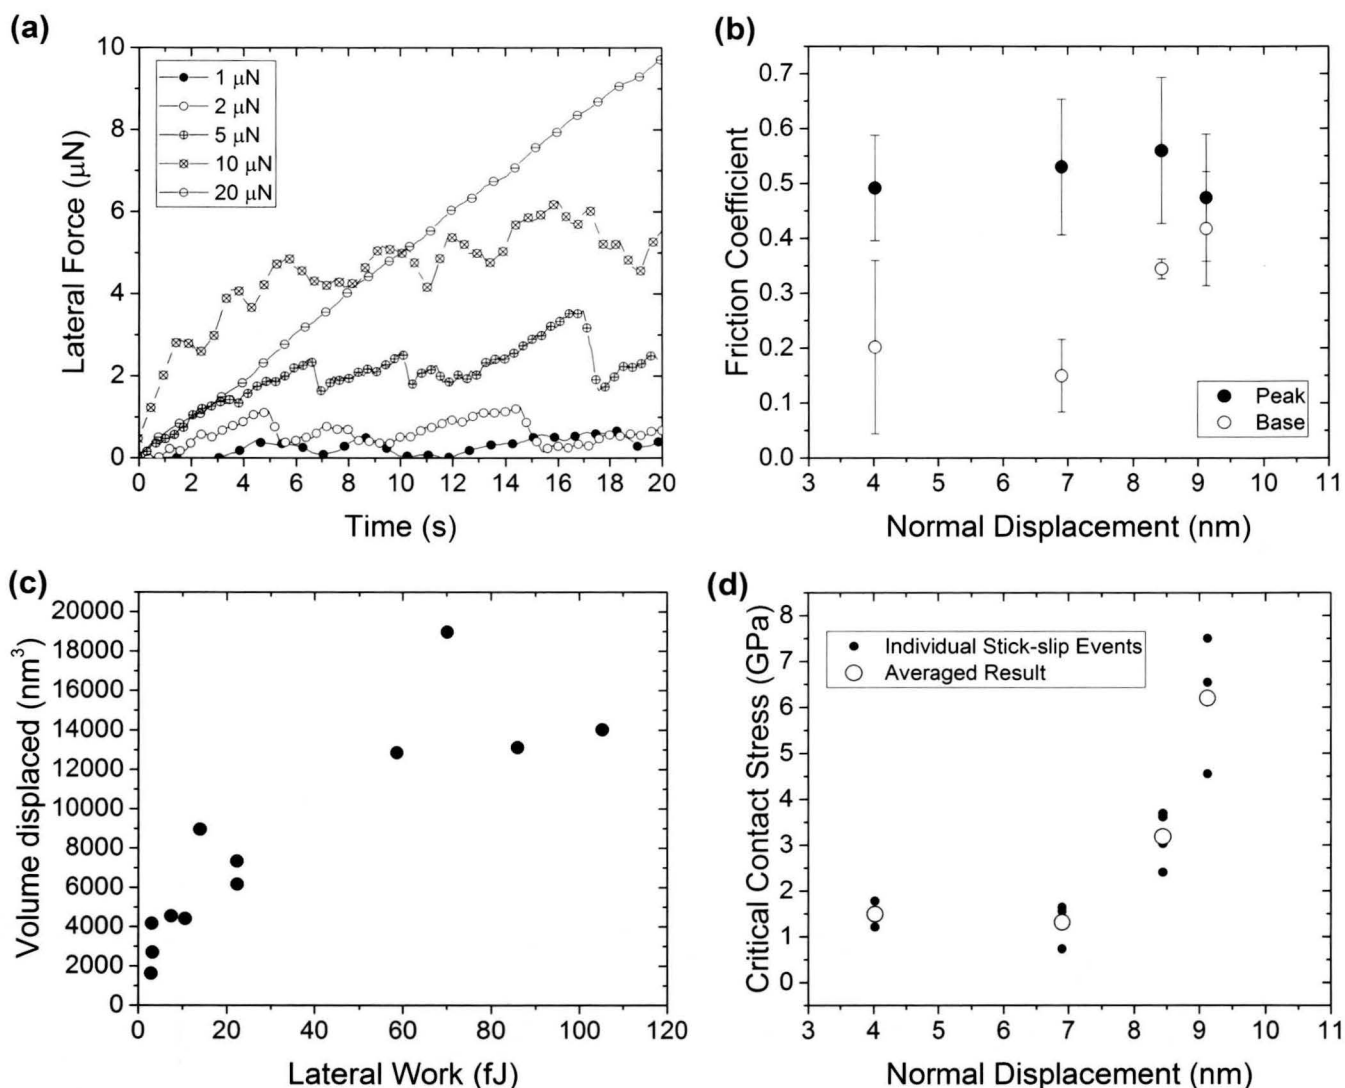 (a)
10
8
6
4
2
0
Lateral Force (μN)
1 μN
2 μN
5 μN
10 μN
20 μN
0 2 4 6 8 10 12 14 16 18 20
Time (s)
(b)
0.7
0.6
0.5
0.4
0.3
0.2
0.1
0.0
Friction Coefficient
Peak
Base
3 4 5 6 7 8 9 10 11
Normal Displacement (nm)
(c)
20000
18000
16000
14000
12000
10000
8000
6000
4000
2000
0
Volume displaced (nm³)
0 20 40 60 80 100 120
Lateral Work (fJ)
(d)
8
7
6
5
4
3
2
1
0
Critical Contact Stress (GPa)
Individual Stick-slip Events
Averaged Result
3 4 5 6 7 8 9 10 11
Normal Displacement (nm)